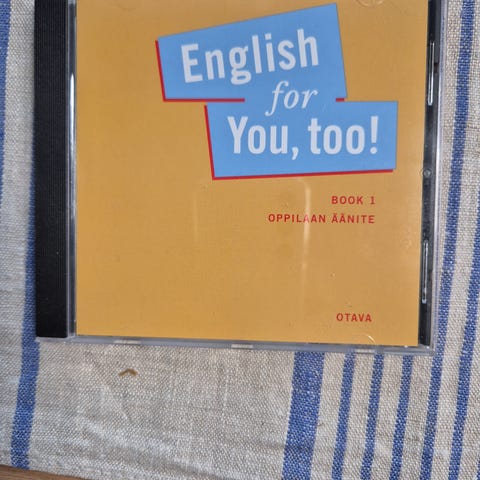 English
for
You, too!
BOOK 1
OPPILAAN ÄÄNITE
OTAVA